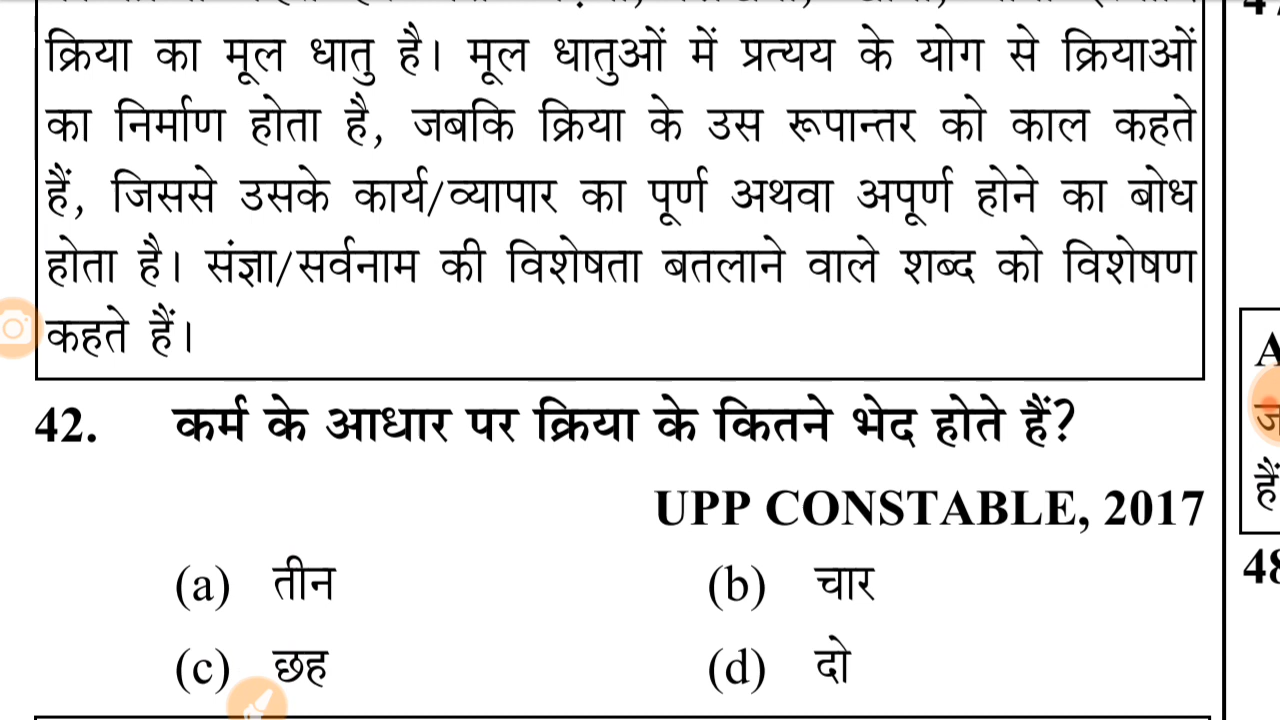 क्रिया का मूल धातु है। मूल धातुओं में प्रत्यय के योग से क्रियाओं
का निर्माण होता है, जबकि क्रिया के उस रूपान्तर को काल कहते
हैं, जिससे उसके कार्य/व्यापार का पूर्ण अथवा अपूर्ण होने का बोध
होता है। संज्ञा/सर्वनाम की विशेषता बतलाने वाले शब्द को विशेषण
कहते हैं।
42. कर्म के आधार पर क्रिया के कितने भेद होते हैं?
UPP CONSTABLE, 2017
(a) तीन (b) चार
(c) छह (d) दो
हैं